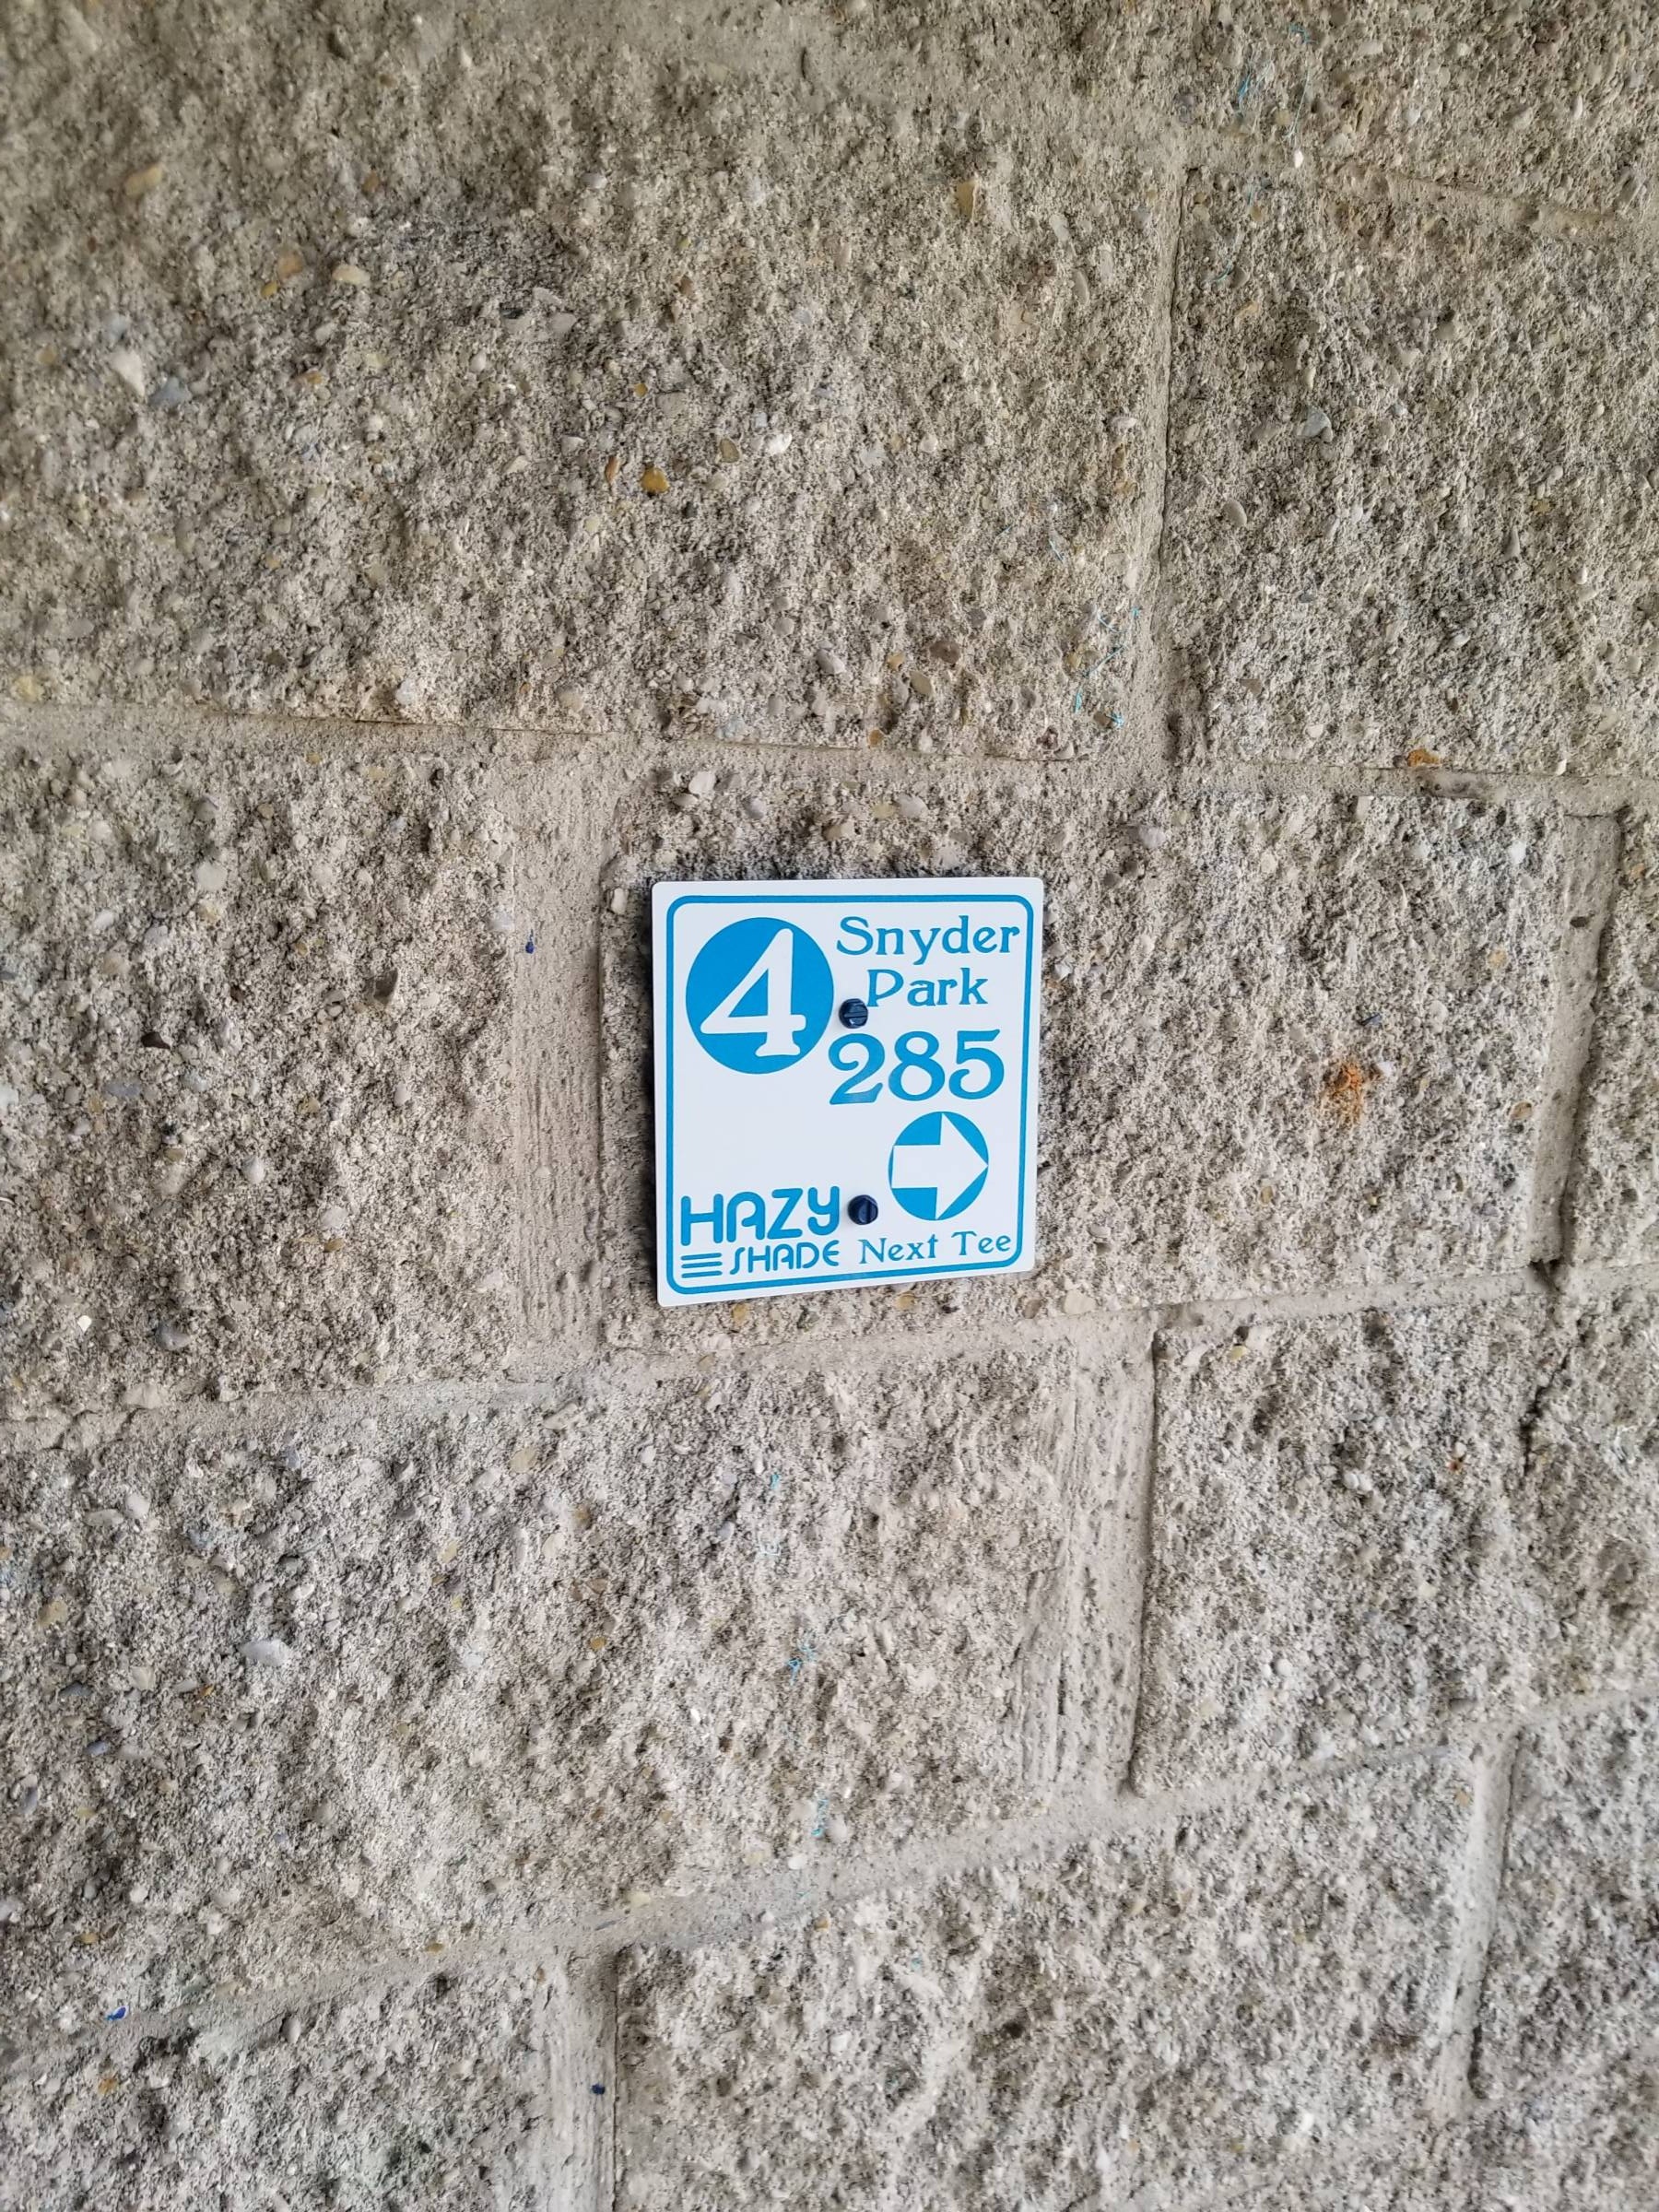 4
Snyder
Park
285
HAZY
SHADE
Next Tee